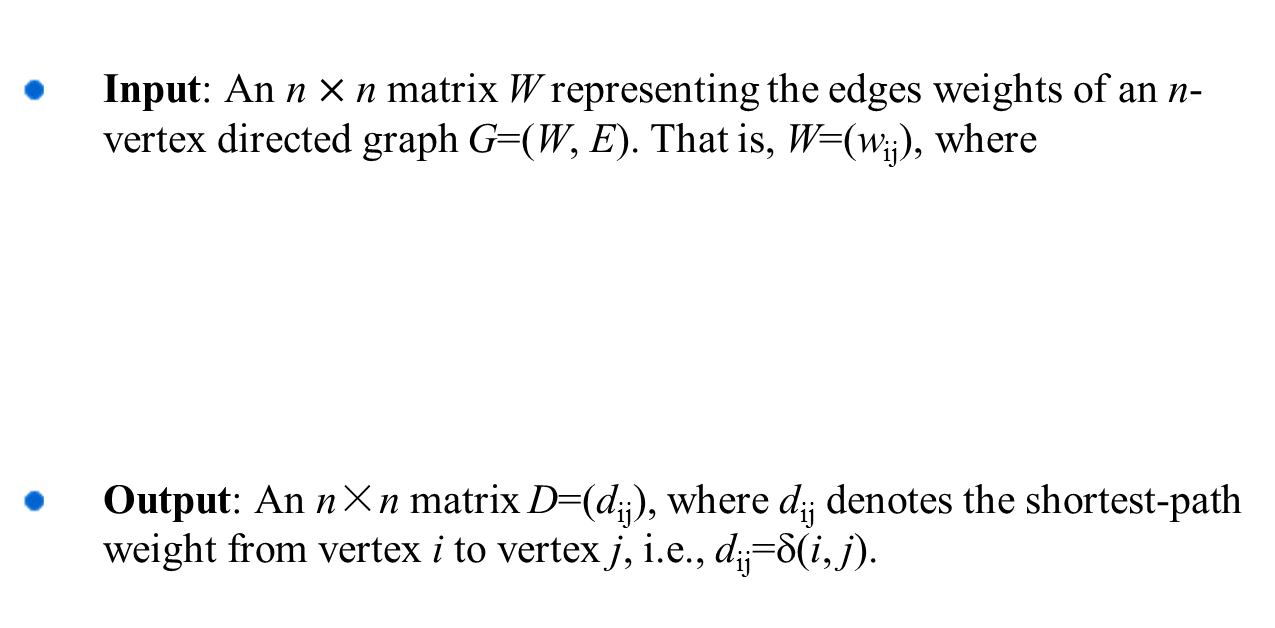 • Input: An n × n matrix W representing the edges weights of an n-
vertex directed graph G=(W, E). That is, W=(wij), where
• Output: An n×n matrix D=(dij), where dij denotes the shortest-path
weight from vertex i to vertex j, i.e., dij=δ(i, j).